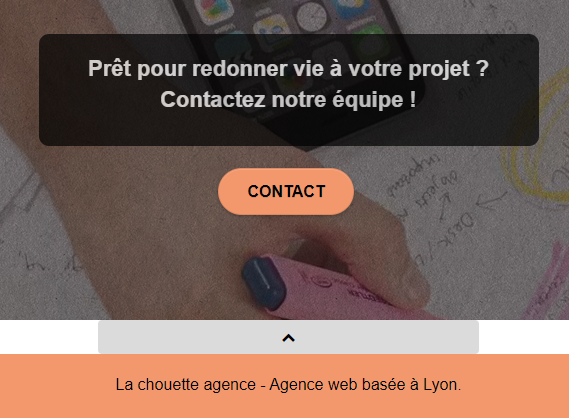 Prêt pour redonner vie à votre projet ?
Contactez notre équipe !
CONTACT
La chouette agence - Agence web basée à Lyon.